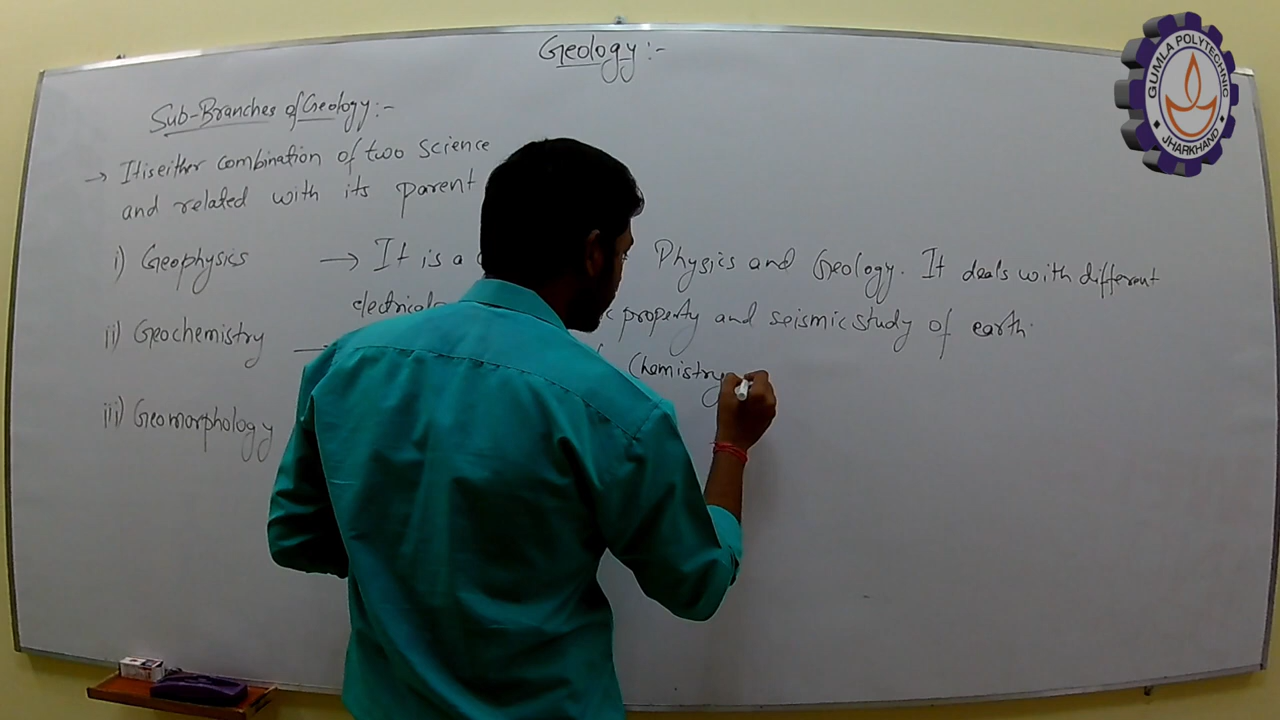 Geology:-
Sub-Branches of Geology:-
→ It is either combination of two science
and related with its parent
i) Geophysics → It is a Physics and Geology. It deals with different
electrical property and seismic study of earth.
ii) Geochemistry → Chemistry
iii) Geomorphology
GUMLA POLYTECHNIC
JHARKHAND